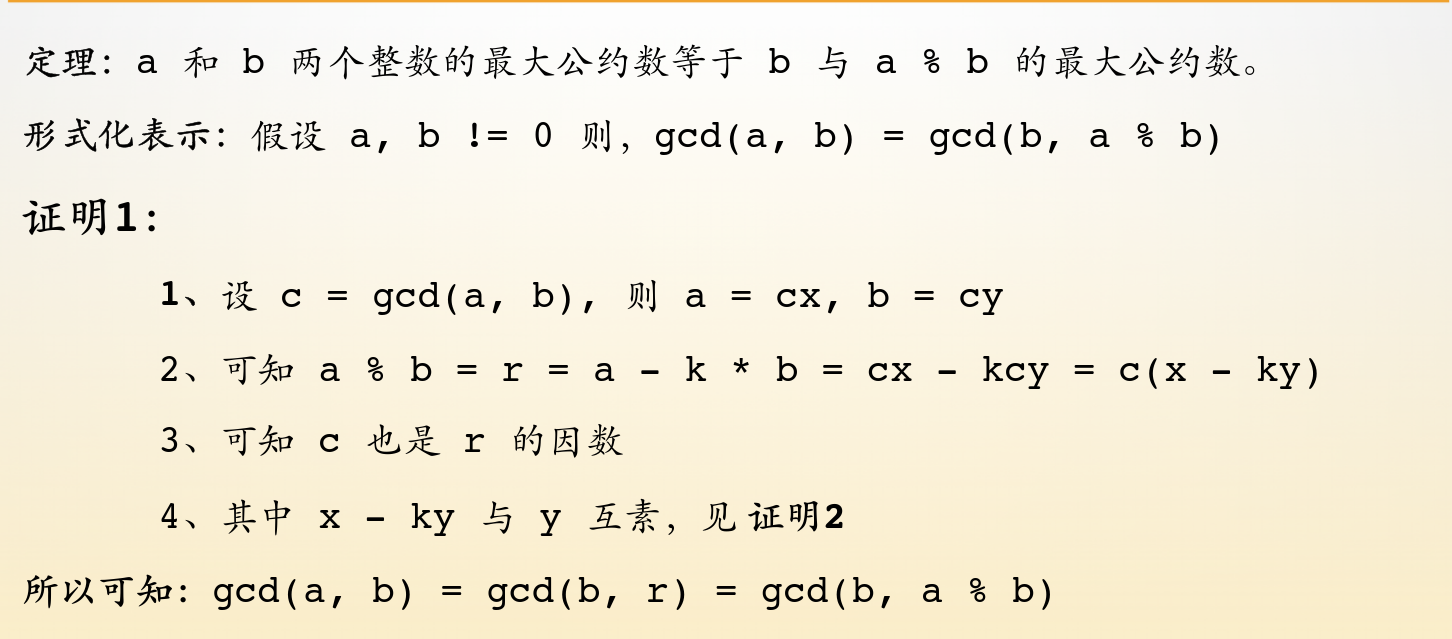 定理：a 和 b 两个整数的最大公约数等于 b 与 a % b 的最大公约数。
形式化表示：假设 a, b != 0 则，gcd(a, b) = gcd(b, a % b)
证明1:
1、设 c = gcd(a, b), 则 a = cx, b = cy
2、可知 a % b = r = a - k * b = cx - kcy = c(x - ky)
3、可知 c 也是 r 的因数
4、其中 x - ky 与 y 互素，见 证明2
所以可知：gcd(a, b) = gcd(b, r) = gcd(b, a % b)